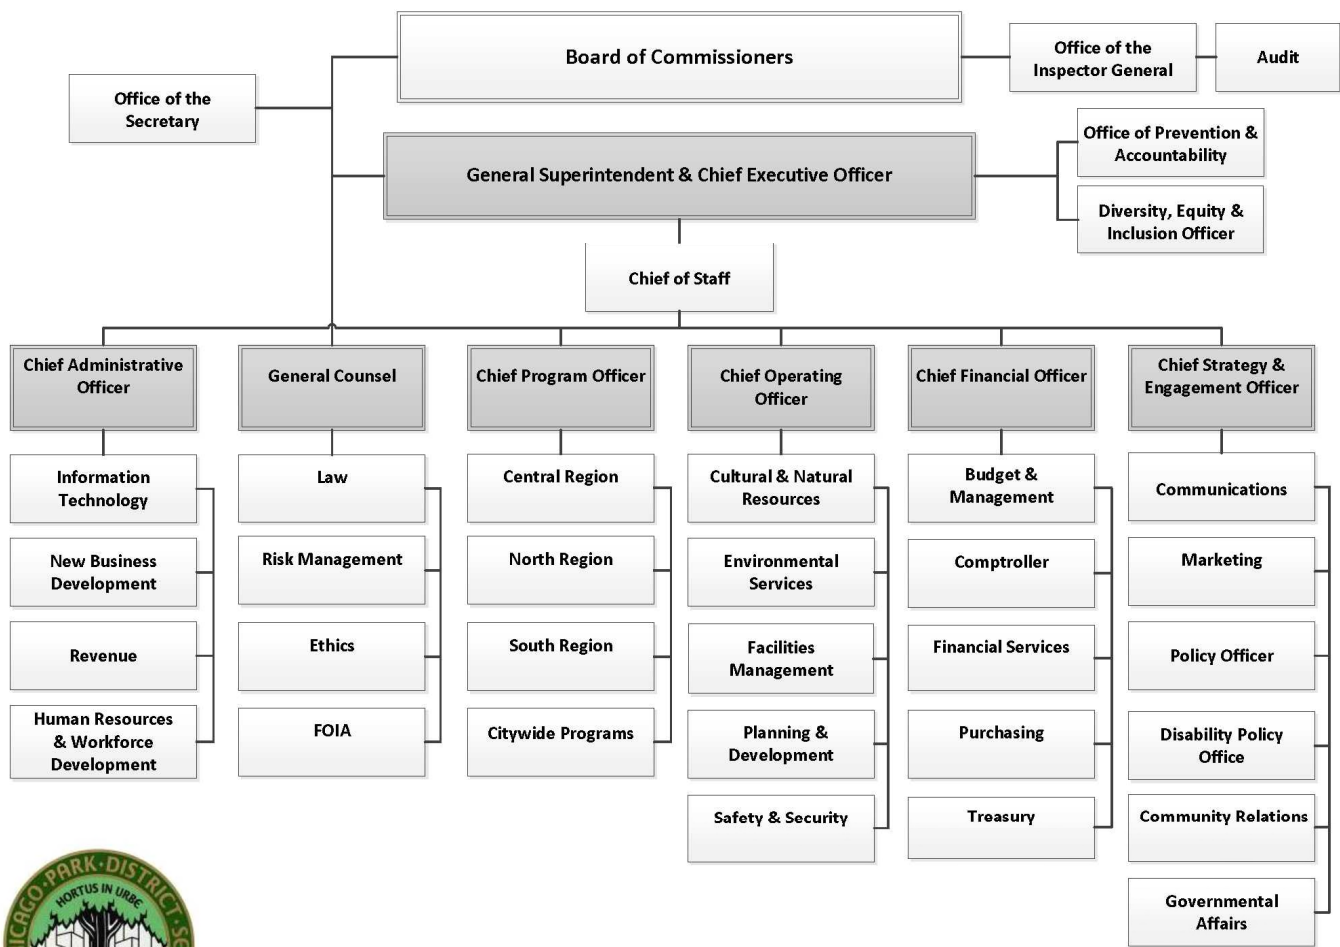 Board of Commissioners
Office of the
Inspector General
Audit
Office of the
Secretary
General Superintendent & Chief Executive Officer
Office of Prevention &
Accountability
Diversity, Equity &
Inclusion Officer
Chief of Staff
Chief Administrative
Officer
General Counsel
Chief Program Officer
Chief Operating
Officer
Chief Financial Officer
Chief Strategy &
Engagement Officer
Information
Technology
New Business
Development
Revenue
Human Resources
& Workforce
Development
Law
Risk Management
Ethics
FOIA
Central Region
North Region
South Region
Citywide Programs
Cultural & Natural
Resources
Environmental
Services
Facilities
Management
Planning &
Development
Safety & Security
Budget &
Management
Comptroller
Financial Services
Purchasing
Treasury
Communications
Marketing
Policy Officer
Disability Policy
Office
Community Relations
Governmental
Affairs
PARK·DISTRICT
HORTUS IN URBE